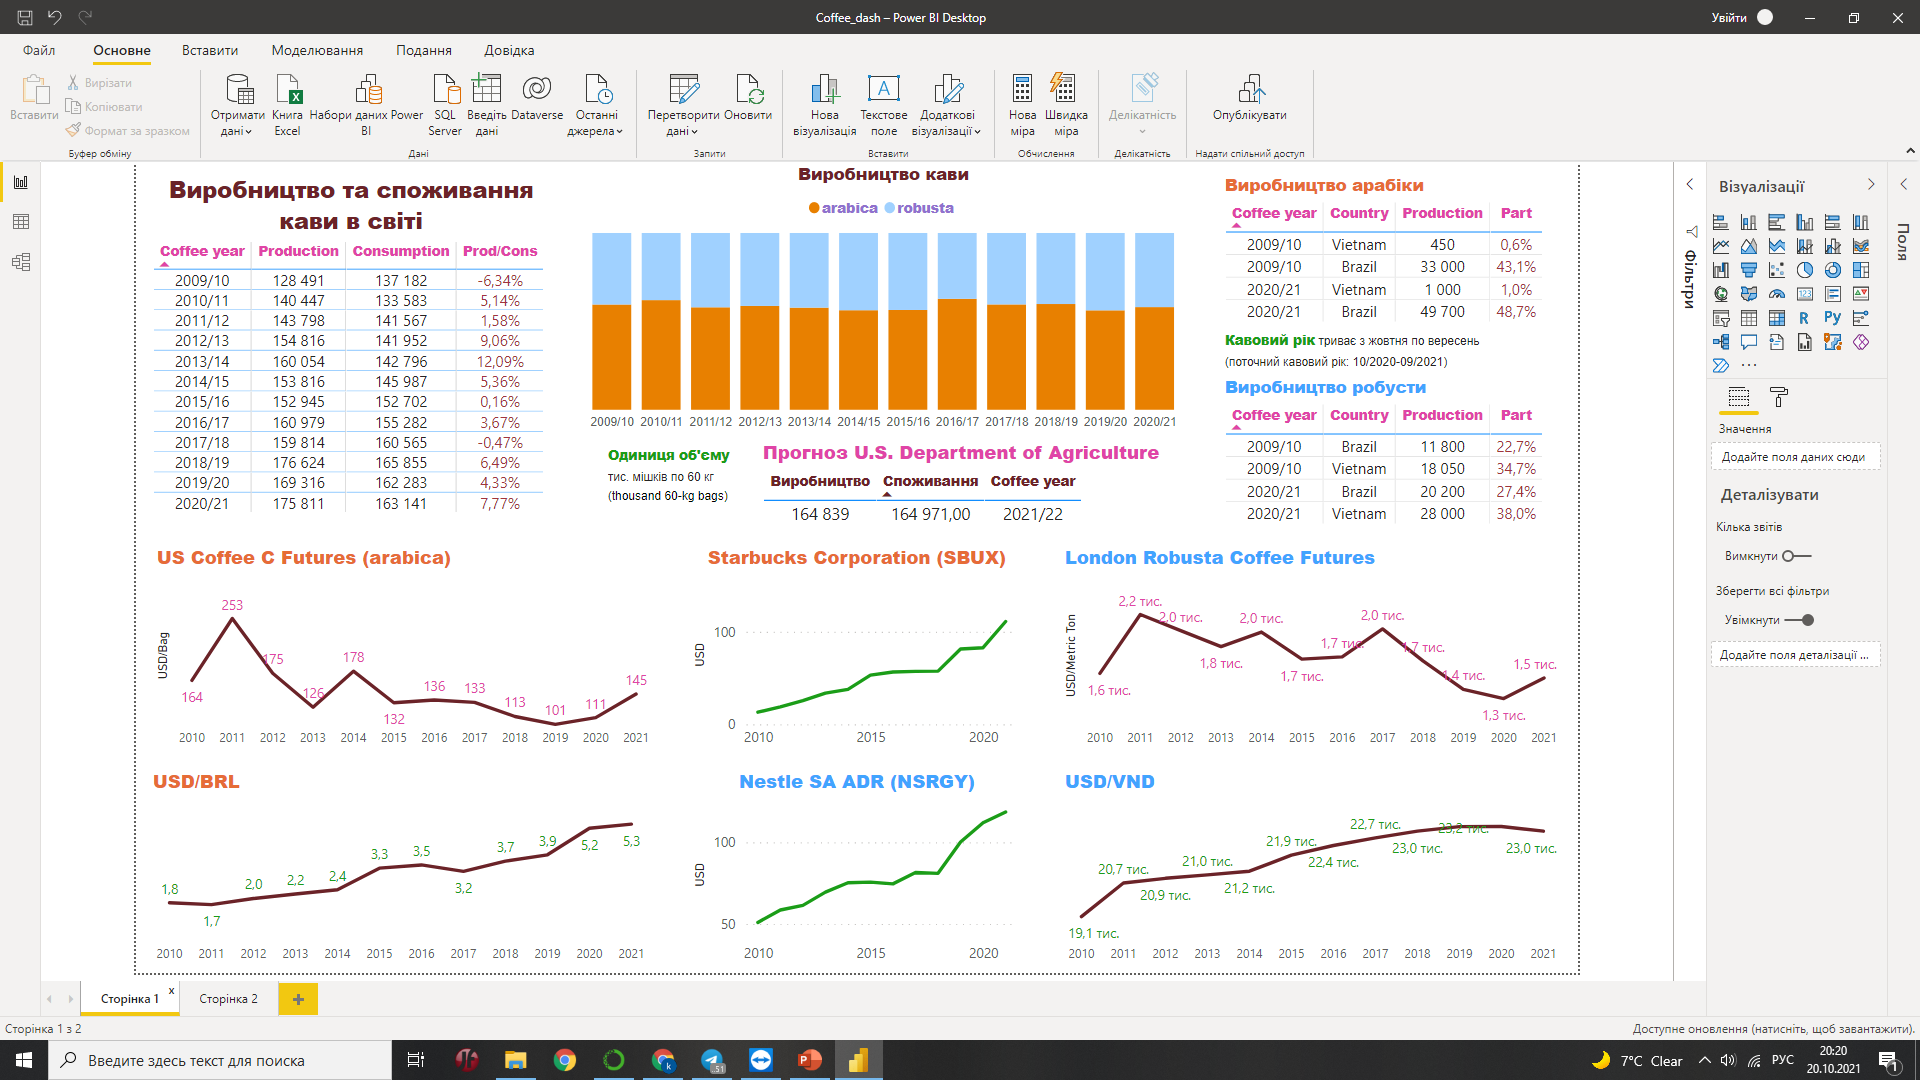 Coffee_dash – Power BI Desktop
Увійти
Файл Основне Вставити Моделювання Подання Довідка
Вставити
Вирізати
Копіювати
Формат за зразком
Буфер обміну
Отримати дані
Книга Excel
Набори даних Power BI
SQL Server
Введіть дані
Dataverse
Останні джерела
Дані
Перетворити дані
Оновити
Запити
Нова візуалізація
Текстове поле
Додаткові візуалізації
Вставити
Нова міра
Швидка міра
Обчислення
Делікатність
Делікатність
Опублікувати
Надати спільний доступ
Виробництво та споживання
кави в світі
Coffee year Production Consumption Prod/Cons
2009/10 128 491 137 182 -6,34%
2010/11 140 447 133 583 5,14%
2011/12 143 798 141 567 1,58%
2012/13 154 816 141 952 9,06%
2013/14 160 054 142 796 12,09%
2014/15 153 816 145 987 5,36%
2015/16 152 945 152 702 0,16%
2016/17 160 979 155 282 3,67%
2017/18 159 814 160 565 -0,47%
2018/19 176 624 165 855 6,49%
2019/20 169 316 162 283 4,33%
2020/21 175 811 163 141 7,77%
Виробництво кави
arabica robusta
2009/10 2010/11 2011/12 2012/13 2013/14 2014/15 2015/16 2016/17 2017/18 2018/19 2019/20 2020/21
Одиниця об'єму
тис. мішків по 60 кг
(thousand 60-kg bags)
Прогноз U.S. Department of Agriculture
Виробництво Споживання Coffee year
164 839 164 971,00 2021/22
Виробництво арабіки
Coffee year Country Production Part
2009/10 Vietnam 450 0,6%
2009/10 Brazil 33 000 43,1%
2020/21 Vietnam 1 000 1,0%
2020/21 Brazil 49 700 48,7%
Кавовий рік триває з жовтня по вересень
(поточний кавовий рік: 10/2020-09/2021)
Виробництво робусти
Coffee year Country Production Part
2009/10 Brazil 11 800 22,7%
2009/10 Vietnam 18 050 34,7%
2020/21 Brazil 20 200 27,4%
2020/21 Vietnam 28 000 38,0%
US Coffee C Futures (arabica)
USD/Bag
164 253 175 126 178 132 136 133 113 101 111 145
2010 2011 2012 2013 2014 2015 2016 2017 2018 2019 2020 2021
Starbucks Corporation (SBUX)
USD
100
0
2010 2015 2020
London Robusta Coffee Futures
USD/Metric Ton
1,6 тис. 2,2 тис. 2,0 тис. 1,8 тис. 2,0 тис. 1,7 тис. 1,7 тис. 2,0 тис. 1,7 тис. 1,4 тис. 1,3 тис. 1,5 тис.
2010 2011 2012 2013 2014 2015 2016 2017 2018 2019 2020 2021
USD/BRL
1,8 1,7 2,0 2,2 2,4 3,3 3,5 3,2 3,7 3,9 5,2 5,3
2010 2011 2012 2013 2014 2015 2016 2017 2018 2019 2020 2021
Nestle SA ADR (NSRGY)
USD
100
50
2010 2015 2020
USD/VND
19,1 тис. 20,7 тис. 20,9 тис. 21,0 тис. 21,2 тис. 21,9 тис. 22,4 тис. 22,7 тис. 23,0 тис. 23,2 тис. 23,0 тис.
2010 2011 2012 2013 2014 2015 2016 2017 2018 2019 2020 2021
Фільтри
Візуалізації
R Py
Значення
Додайте поля даних сюди
Деталізувати
Кілька звітів
Вимкнути
Зберегти всі фільтри
Увімкнути
Додайте поля деталізації ...
Поля
Сторінка 1 x
Сторінка 2
Сторінка 1 з 2
Доступне оновлення (натисніть, щоб завантажити).
Введите здесь текст для поиска
51
7°C Clear
РУС
20:20
20.10.2021
1